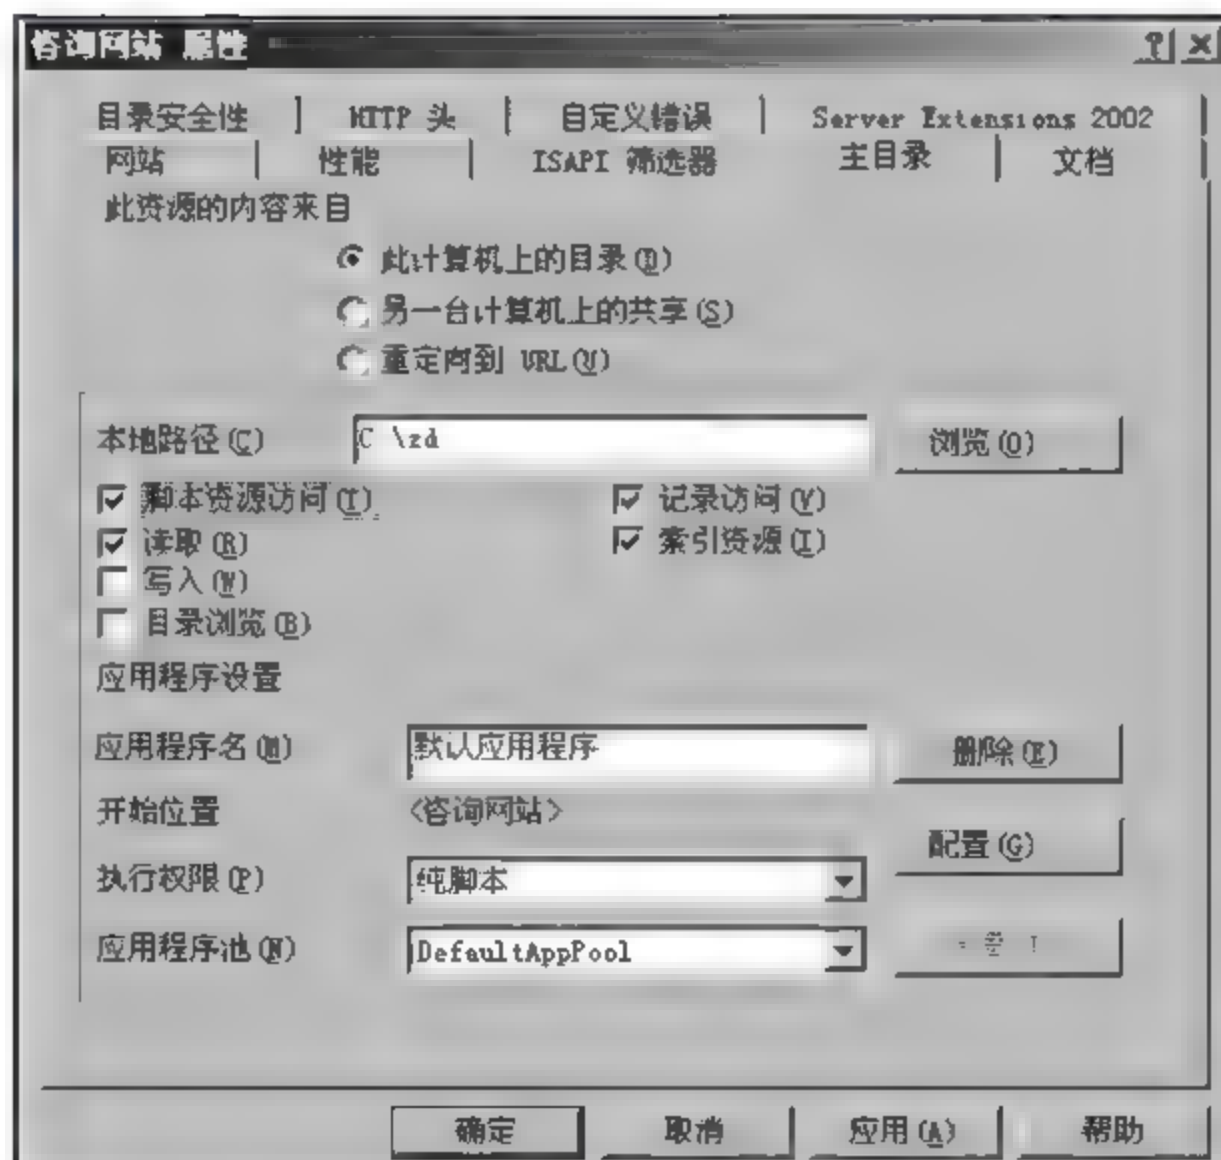 咨询网站 属性
目录安全性 HTTP 头 自定义错误 Server Extensions 2002
网站 性能 ISAPI 筛选器 主目录 文档
此资源的内容来自
此计算机上的目录(D)
另一台计算机上的共享(S)
重定向到 URL(U)
本地路径(C) C \zd 浏览(O)
脚本资源访问(T) 记录访问(V)
读取(R) 索引资源(I)
写入(W)
目录浏览(B)
应用程序设置
应用程序名(M) 默认应用程序 删除(E)
开始位置 <咨询网站>
配置(G)
执行权限(P) 纯脚本
应用程序池(N) DefaultAppPool
确定 取消 应用(A) 帮助